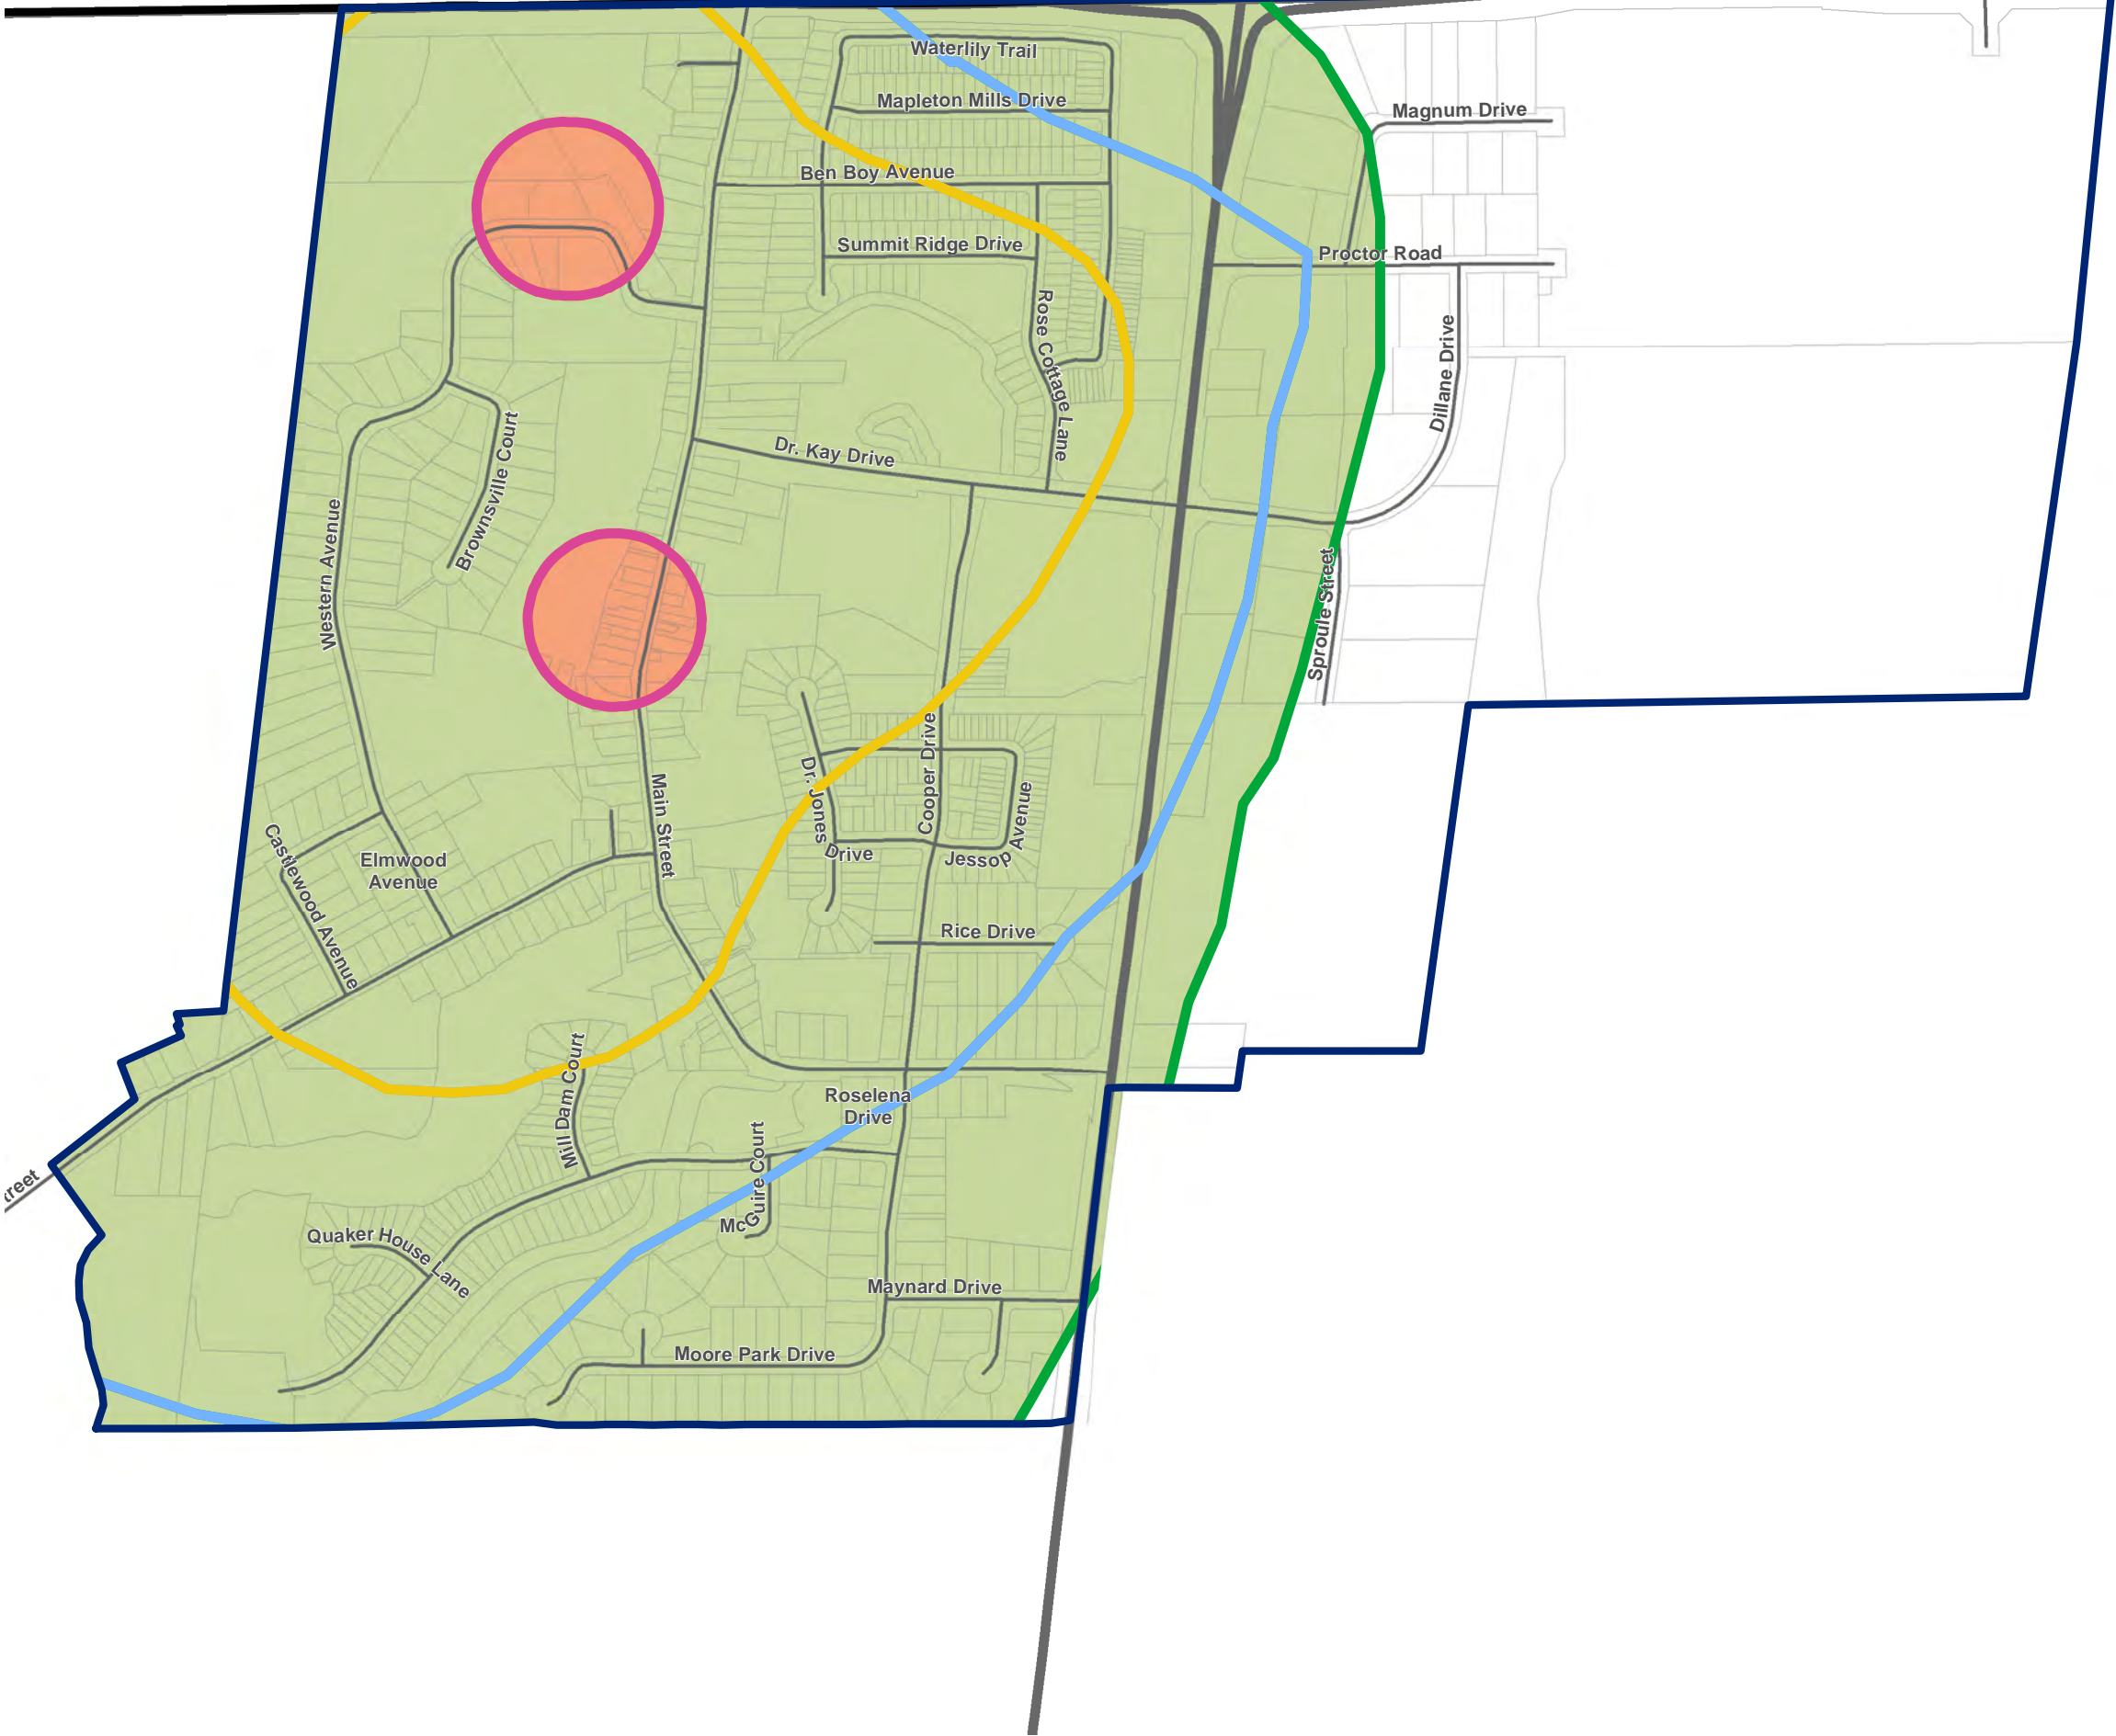 Waterlily Trail
Mapleton Mills Drive
Magnum Drive
Ben Boy Avenue
Summit Ridge Drive
Proctor Road
Rose Cottage Lane
Dillane Drive
Brownsville Court
Dr. Kay Drive
Western Avenue
Sproule Street
Main Street
Dr. Jones
Drive
Cooper Drive
Jessop
Avenue
Castlewood Avenue
Elmwood
Avenue
Rice Drive
Mill Dam Court
Roselena
Drive
McGuire Court
treet
Quaker House Lane
Maynard Drive
Moore Park Drive